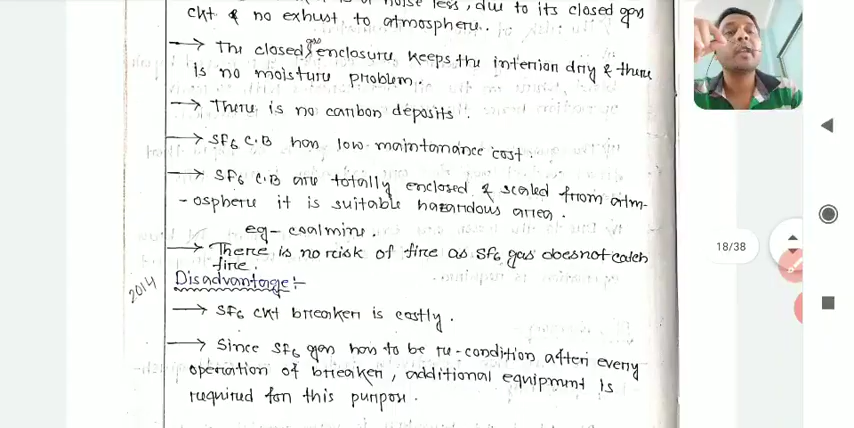 noise less, due to its closed gas
ckt & no exhust, to atmosphere..
→ The closed gas enclosure, keeps the interior dry & there
is no moisture problem.
→ There is no carbon deposits.
→ SF6 C.B has low maintanance cost.
→ SF6 C.B are totally enclosed & scaled from atm-
-osphere it is suitable hazardous area.
eg- coalmine.
→ There is no risk of fire as SF6 gas doesnot catch
fire.
2014
Disadvantage:-
→ SF6 ckt breaker is costly.
→ Since SF6 gas has to be re-condition after every
operation of breaker, additional equipment is
required for this purpose.
18/38